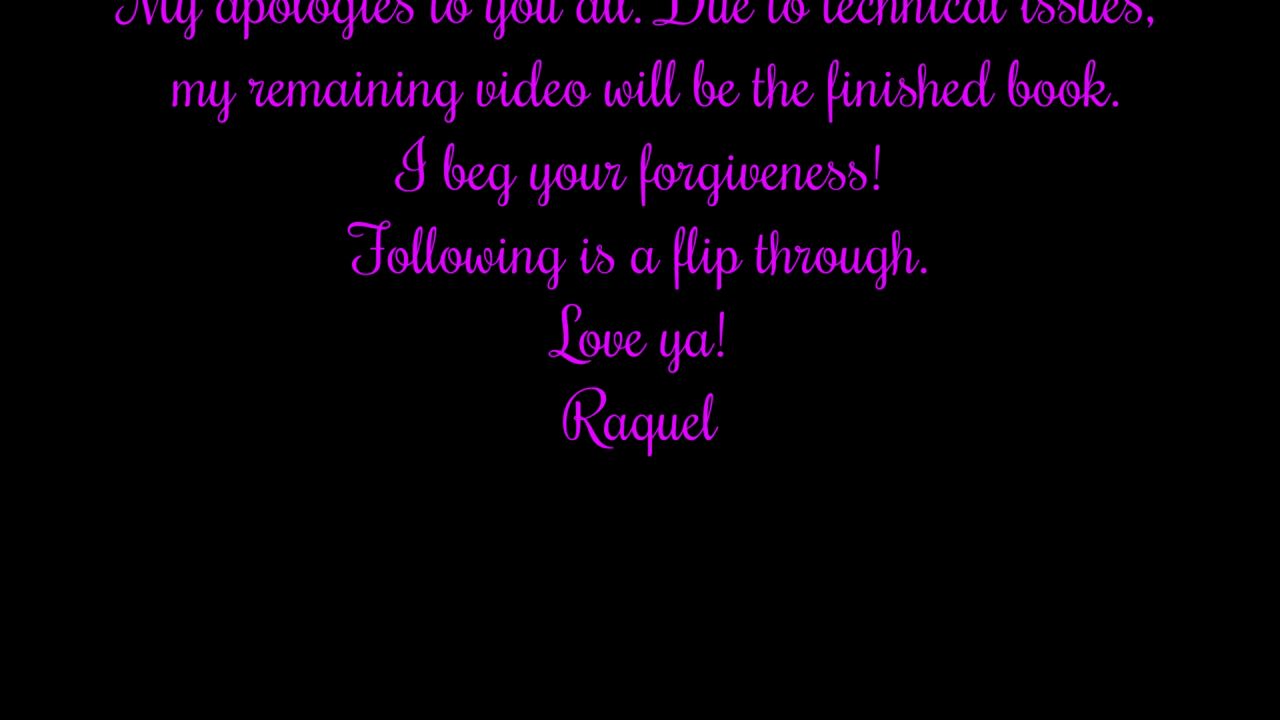 My apologies to you all. Due to technical issues,
my remaining video will be the finished book.
I beg your forgiveness!
Following is a flip through.
Love ya!
Raquel